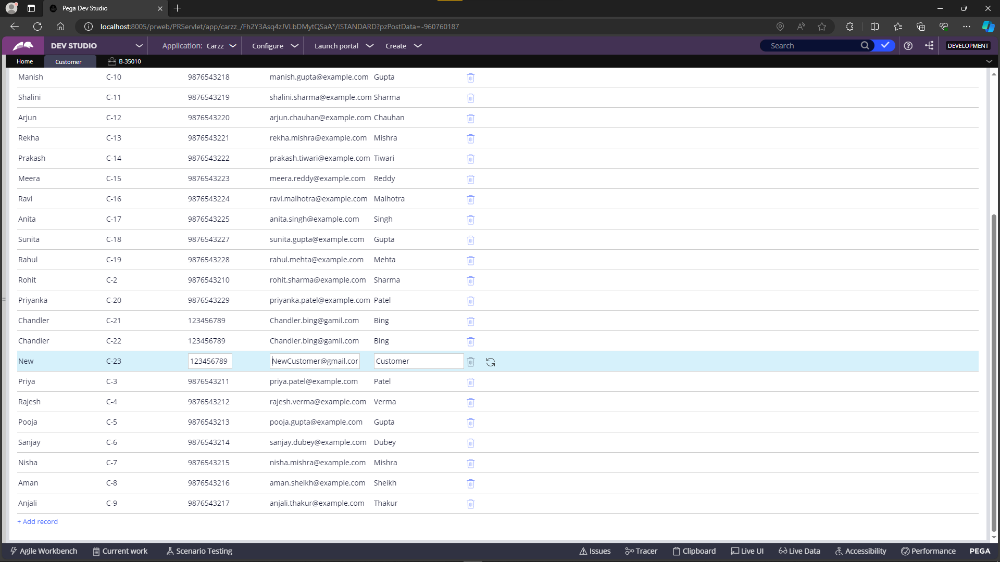 Pega Dev Studio
localhost:8005/prweb/PRServlet/app/carzz_/Fh2Y3Asq4zJVLbDMytQSaA*/!STANDARD?pzPostData=-960760187
DEV STUDIO Application: Carzz Configure Launch portal Create Search DEVELOPMENT
Home Customer B-35010
Manish C-10 9876543218 manish.gupta@example.com Gupta
Shalini C-11 9876543219 shalini.sharma@example.com Sharma
Arjun C-12 9876543220 arjun.chauhan@example.com Chauhan
Rekha C-13 9876543221 rekha.mishra@example.com Mishra
Prakash C-14 9876543222 prakash.tiwari@example.com Tiwari
Meera C-15 9876543223 meera.reddy@example.com Reddy
Ravi C-16 9876543224 ravi.malhotra@example.com Malhotra
Anita C-17 9876543225 anita.singh@example.com Singh
Sunita C-18 9876543227 sunita.gupta@example.com Gupta
Rahul C-19 9876543228 rahul.mehta@example.com Mehta
Rohit C-2 9876543210 rohit.sharma@example.com Sharma
Priyanka C-20 9876543229 priyanka.patel@example.com Patel
Chandler C-21 123456789 Chandler.bing@gamil.com Bing
Chandler C-22 123456789 Chandler.bing@gamil.com Bing
New C-23 123456789 NewCustomer@gmail.cor Customer
Priya C-3 9876543211 priya.patel@example.com Patel
Rajesh C-4 9876543212 rajesh.verma@example.com Verma
Pooja C-5 9876543213 pooja.gupta@example.com Gupta
Sanjay C-6 9876543214 sanjay.dubey@example.com Dubey
Nisha C-7 9876543215 nisha.mishra@example.com Mishra
Aman C-8 9876543216 aman.sheikh@example.com Sheikh
Anjali C-9 9876543217 anjali.thakur@example.com Thakur
+ Add record
Agile Workbench Current work Scenario Testing Issues Tracer Clipboard Live UI Live Data Accessibility Performance PEGA